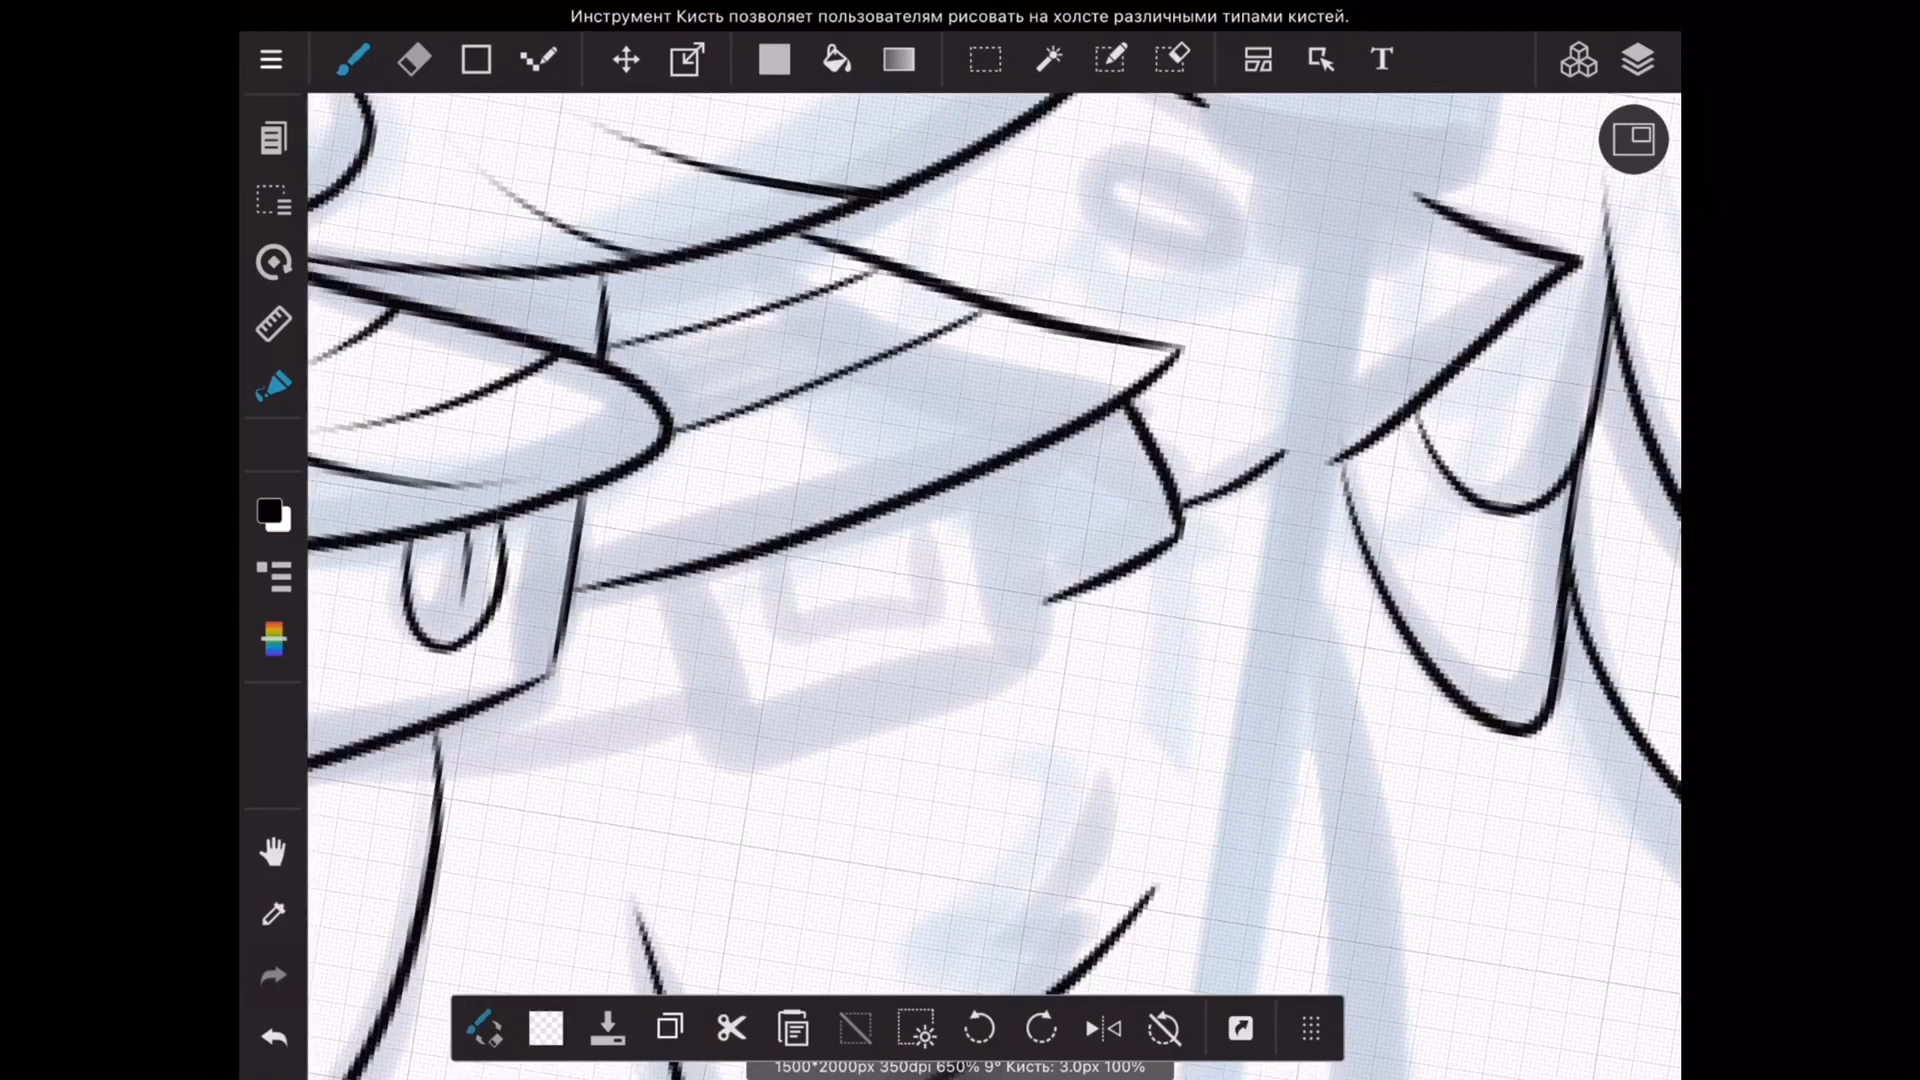 Инструмент Кисть позволяет пользователям рисовать на холсте различными типами кистей.
T
1500*2000px 350dpi 650% 9° Кисть: 3.0px 100%